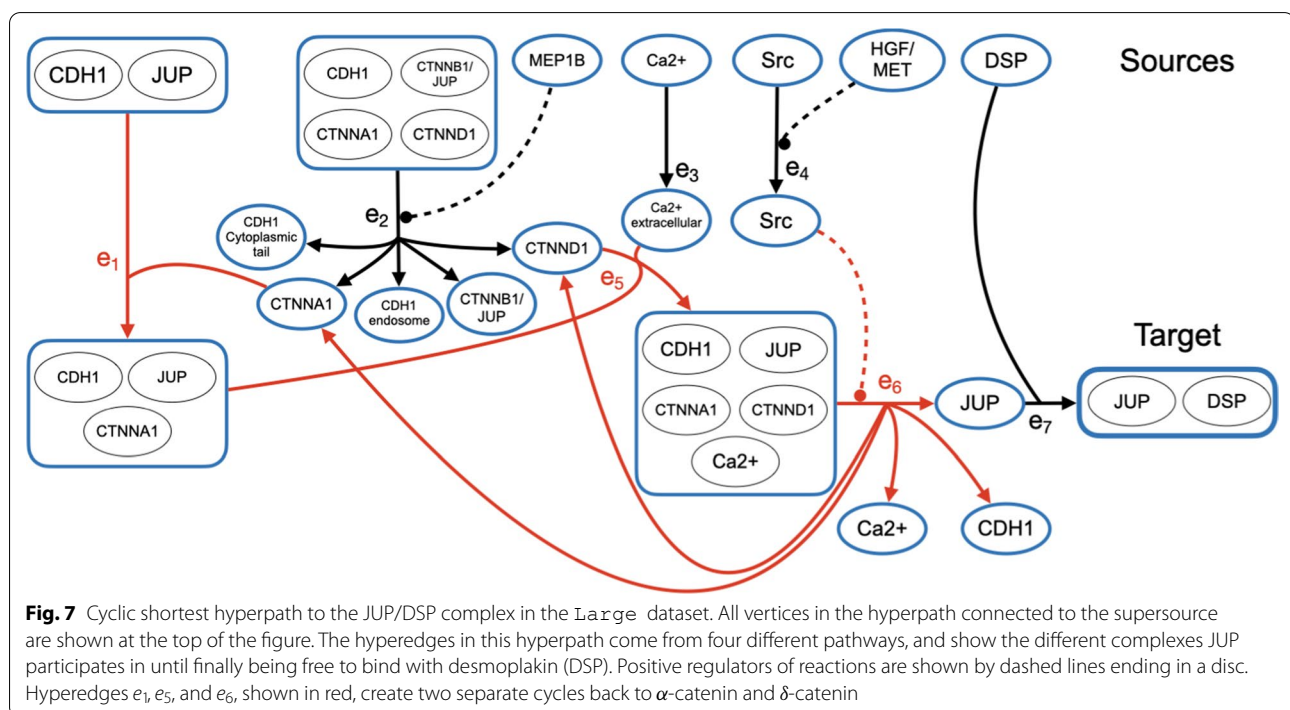 CDH1 JUP
CDH1 CTNNB1/
JUP
CTNNA1 CTNND1
MEP1B
Ca2+
Src
HGF/
MET
DSP
Sources
e3
e4
e2
Ca2+
extracellular
Src
CDH1
Cytoplasmic
tail
CTNND1
e1
e5
CTNNA1
CDH1
endosome
CTNNB1/
JUP
CDH1 JUP
CTNNA1
CDH1 JUP
CTNNA1 CTNND1
Ca2+
e6
JUP
e7
Target
JUP DSP
Ca2+
CDH1
Fig. 7 Cyclic shortest hyperpath to the JUP/DSP complex in the Large dataset. All vertices in the hyperpath connected to the supersource
are shown at the top of the figure. The hyperedges in this hyperpath come from four different pathways, and show the different complexes JUP
participates in until finally being free to bind with desmoplakin (DSP). Positive regulators of reactions are shown by dashed lines ending in a disc.
Hyperedges e1, e5, and e6, shown in red, create two separate cycles back to α-catenin and δ-catenin